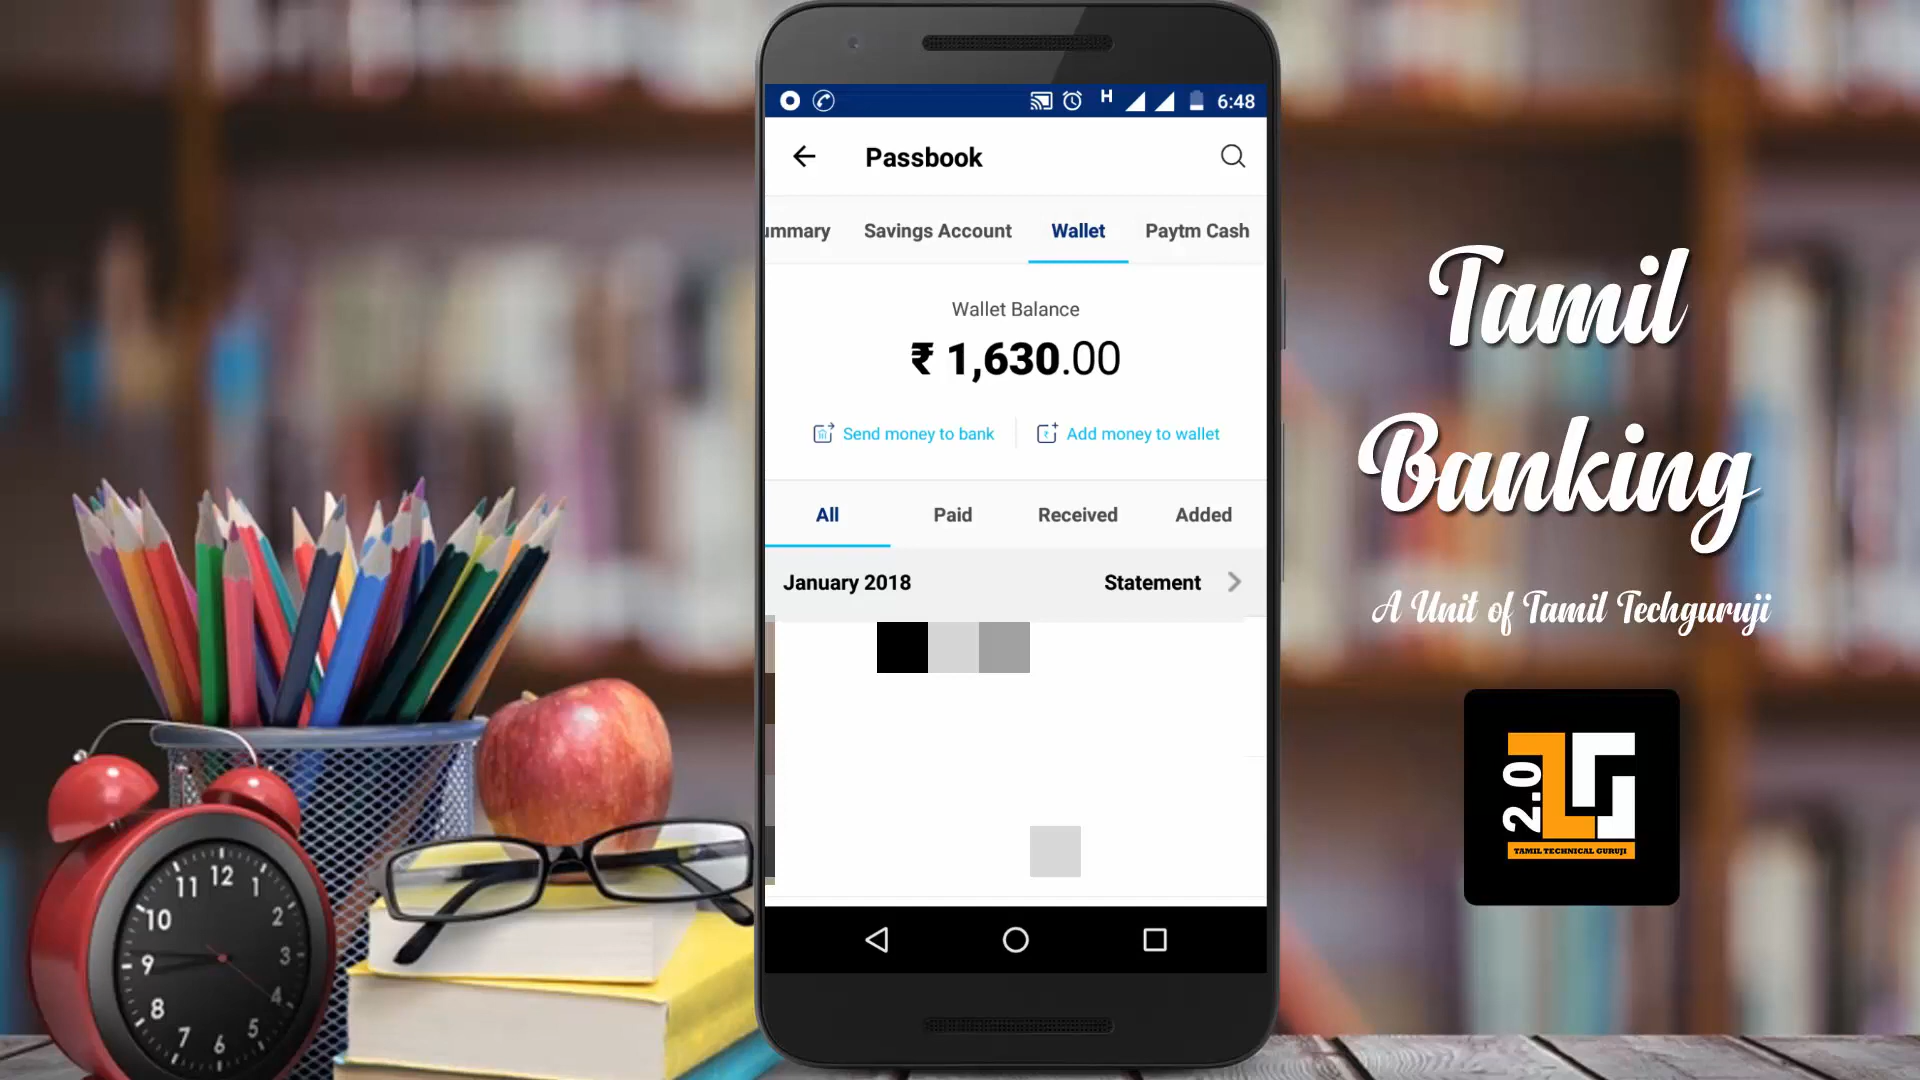 H 6:48
Passbook
ummary Savings Account Wallet Paytm Cash
Wallet Balance
₹ 1,630.00
Send money to bank Add money to wallet
All Paid Received Added
January 2018 Statement
Tamil
Banking
A Unit of Tamil Techguruji
2.0
TAMIL TECHNICAL GURUJI
12
11 1
10 2
9 3
8 4
7 6 5